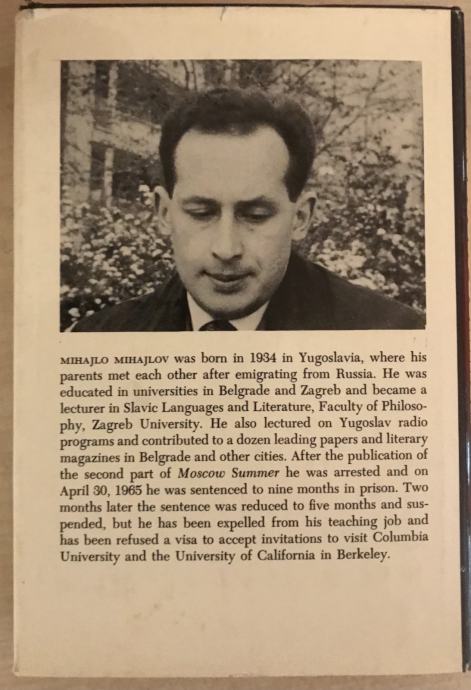 MIHAJLO MIHAJLOV was born in 1934 in Yugoslavia, where his
parents met each other after emigrating from Russia. He was
educated in universities in Belgrade and Zagreb and became a
lecturer in Slavic Languages and Literature, Faculty of Philoso-
phy, Zagreb University. He also lectured on Yugoslav radio
programs and contributed to a dozen leading papers and literary
magazines in Belgrade and other cities. After the publication of
the second part of Moscow Summer he was arrested and on
April 30, 1965 he was sentenced to nine months in prison. Two
months later the sentence was reduced to five months and sus-
pended, but he has been expelled from his teaching job and
has been refused a visa to accept invitations to visit Columbia
University and the University of California in Berkeley.